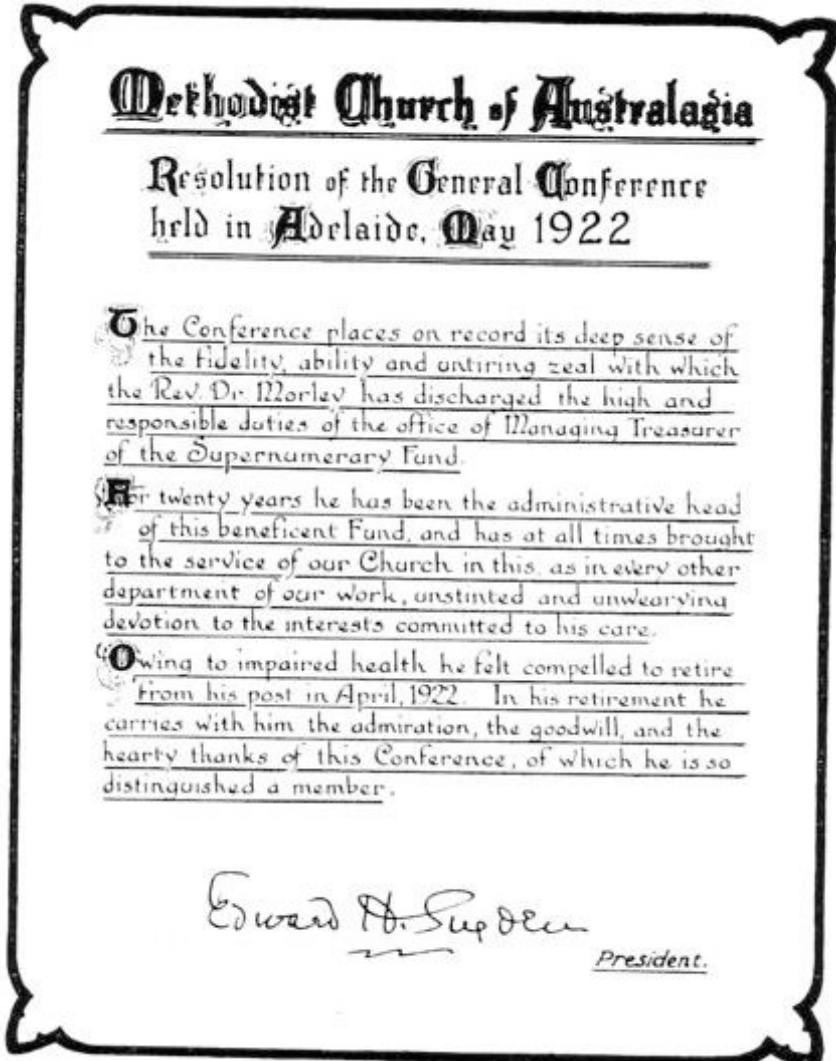 Methodist Church of Australasia
Resolution of the General Conference
held in Adelaide, May 1922
The Conference places on record its deep sense of
the fidelity, ability and untiring zeal with which
the Rev. Dr. Morley has discharged the high and
responsible duties of the office of Managing Treasurer
of the Supernumerary Fund.
For twenty years he has been the administrative head
of this beneficent Fund, and has at all times brought
to the service of our Church in this, as in every other
department of our work, unstinted and unwearying
devotion to the interests committed to his care.
Owing to impaired health he felt compelled to retire
from his post in April, 1922. In his retirement he
carries with him the admiration, the goodwill, and the
hearty thanks of this Conference, of which he is so
distinguished a member.
Edward H. Sugden
President.